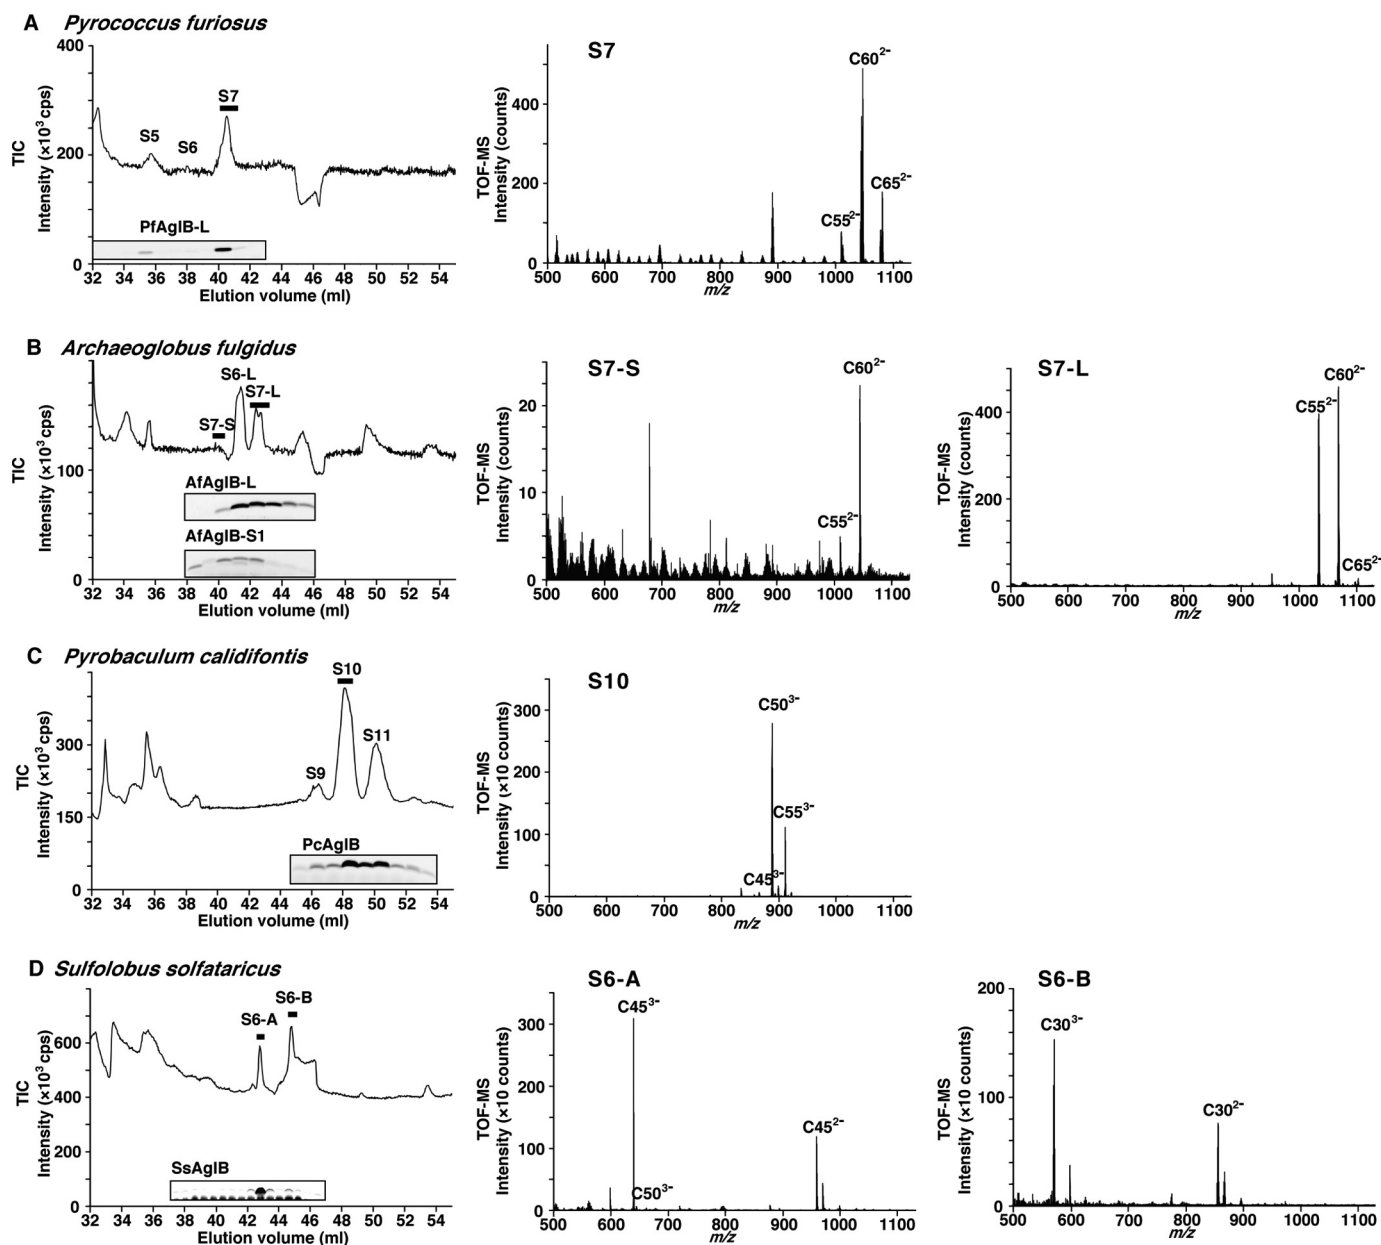 A Pyrococcus furiosus
400
200
0
TIC
Intensity (×10³ cps)
S5
S6
S7
PfAglB-L
32 34 36 38 40 42 44 46 48 50 52 54
Elution volume (ml)
S7
400
200
0
TOF-MS
Intensity (counts)
C60²⁻
C65²⁻
C55²⁻
500 600 700 800 900 1000 1100
m/z
B Archaeoglobus fulgidus
100
0
TIC
Intensity (×10³ cps)
S6-L
S7-L
S7-S
AfAglB-L
AfAglB-S1
32 34 36 38 40 42 44 46 48 50 52 54
Elution volume (ml)
S7-S
20
10
0
TOF-MS
Intensity (counts)
C60²⁻
C55²⁻
500 600 700 800 900 1000 1100
m/z
S7-L
400
200
0
TOF-MS
Intensity (counts)
C60²⁻
C55²⁻
C65²⁻
500 600 700 800 900 1000 1100
m/z
C Pyrobaculum calidifontis
300
150
0
TIC
Intensity (×10³ cps)
S10
S11
S9
PcAglB
32 34 36 38 40 42 44 46 48 50 52 54
Elution volume (ml)
S10
300
200
100
0
TOF-MS
Intensity (×10 counts)
C50³⁻
C55³⁻
C45³⁻
500 600 700 800 900 1000 1100
m/z
D Sulfolobus solfataricus
600
400
200
0
TIC
Intensity (×10³ cps)
S6-B
S6-A
SsAglB
32 34 36 38 40 42 44 46 48 50 52 54
Elution volume (ml)
S6-A
300
200
100
0
TOF-MS
Intensity (×10 counts)
C45³⁻
C45²⁻
C50³⁻
500 600 700 800 900 1000 1100
m/z
S6-B
200
100
0
TOF-MS
Intensity (×10 counts)
C30³⁻
C30²⁻
500 600 700 800 900 1000 1100
m/z